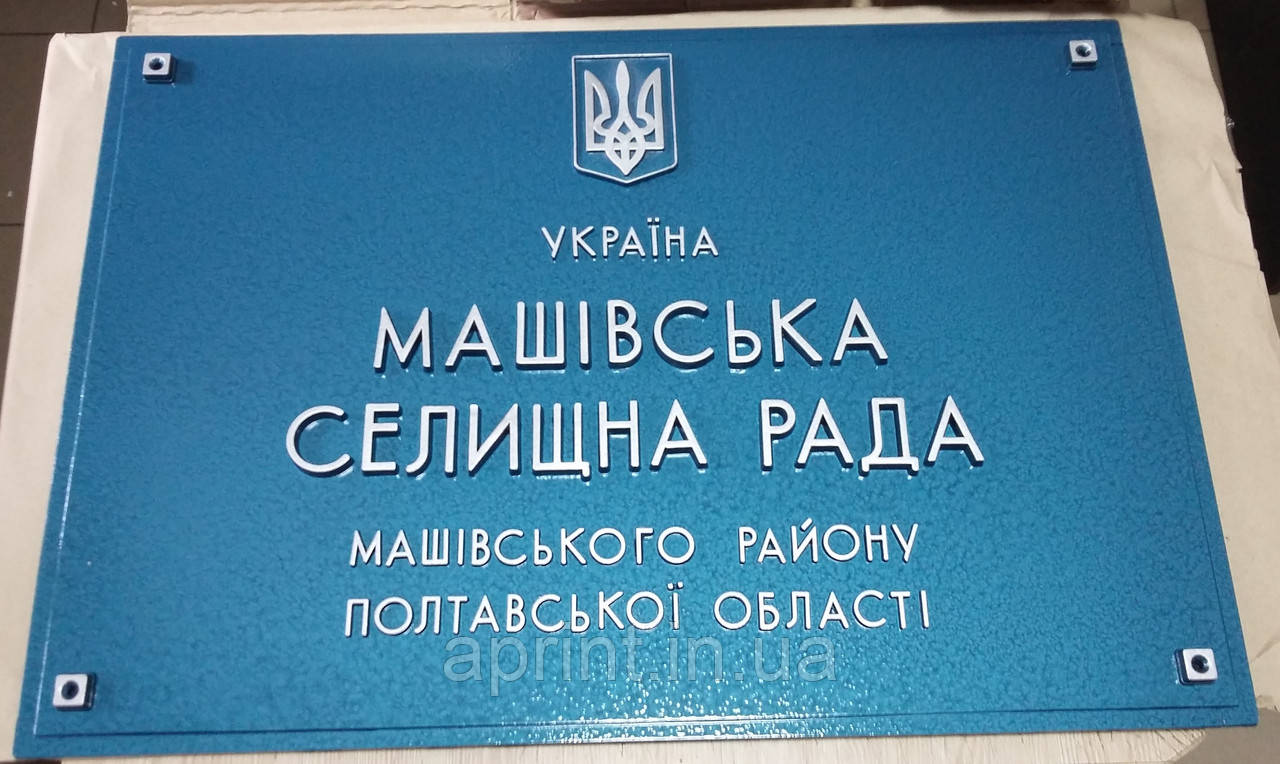 УКРАЇНА
МАШІВСЬКА
СЕЛИЩНА РАДА
МАШІВСЬКОГО РАЙОНУ
ПОЛТАВСЬКОЇ ОБЛАСТІ
aprint.in.ua